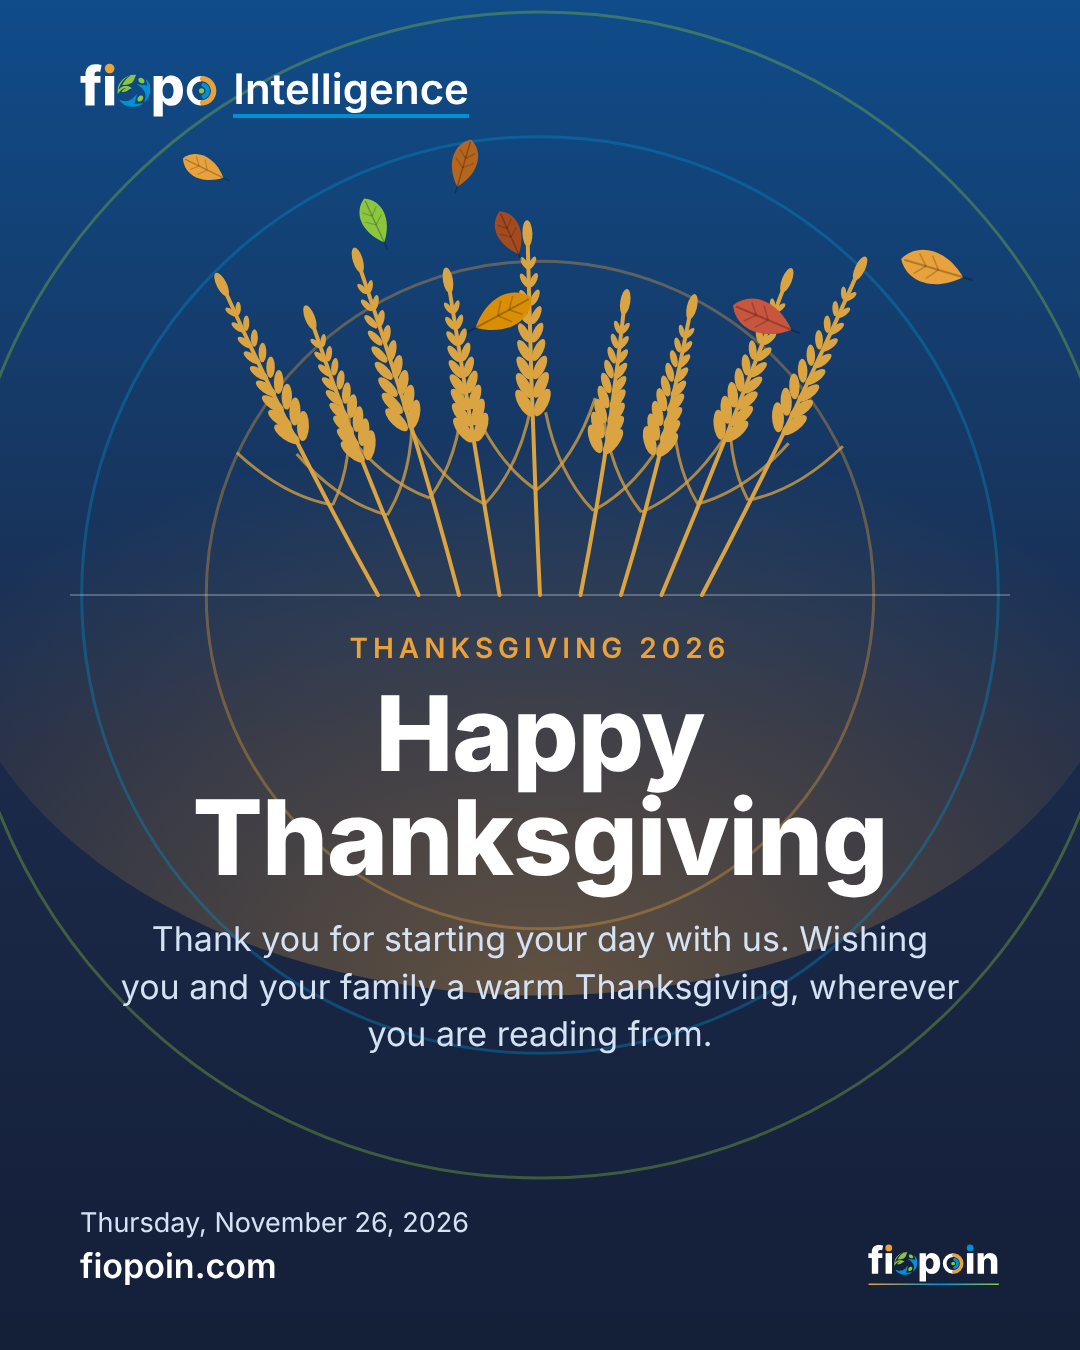 fiopo Intelligence
THANKSGIVING 2026
Happy
Thanksgiving
Thank you for starting your day with us. Wishing
you and your family a warm Thanksgiving, wherever
you are reading from.
Thursday, November 26, 2026
fiopoin.com
fiopoin